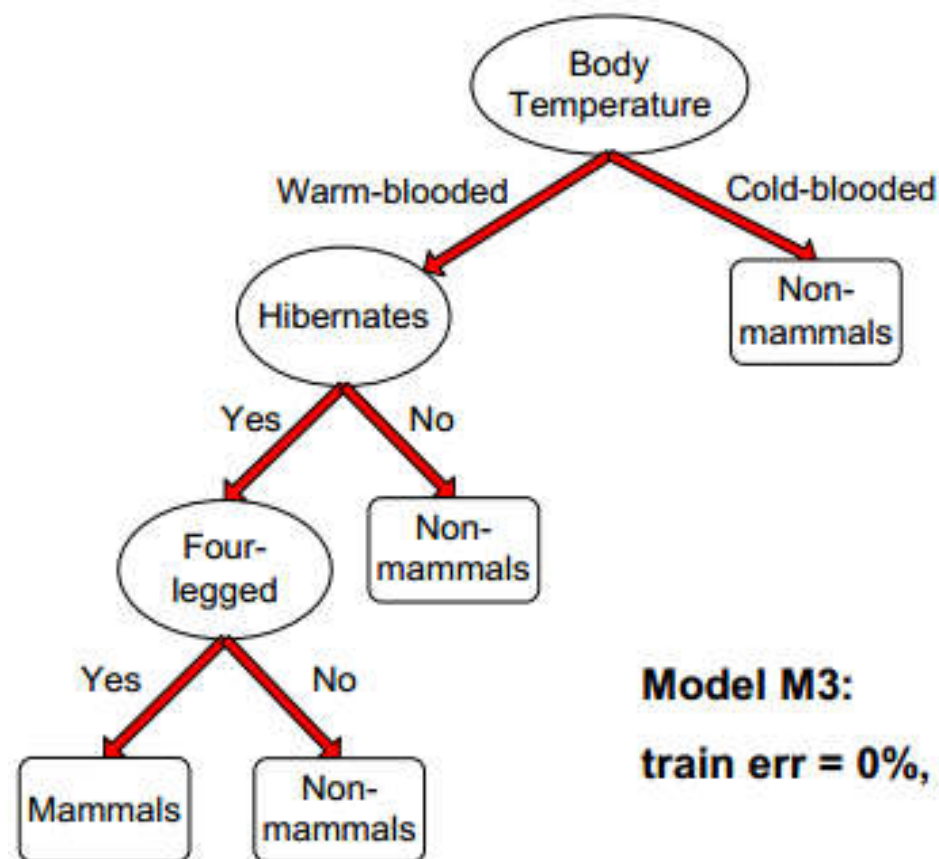 Body
Temperature
Warm-blooded
Cold-blooded
Hibernates
Non-
mammals
Yes
No
Four-
legged
Non-
mammals
Yes
No
Model M3:
train err = 0%,
Mammals
Non-
mammals